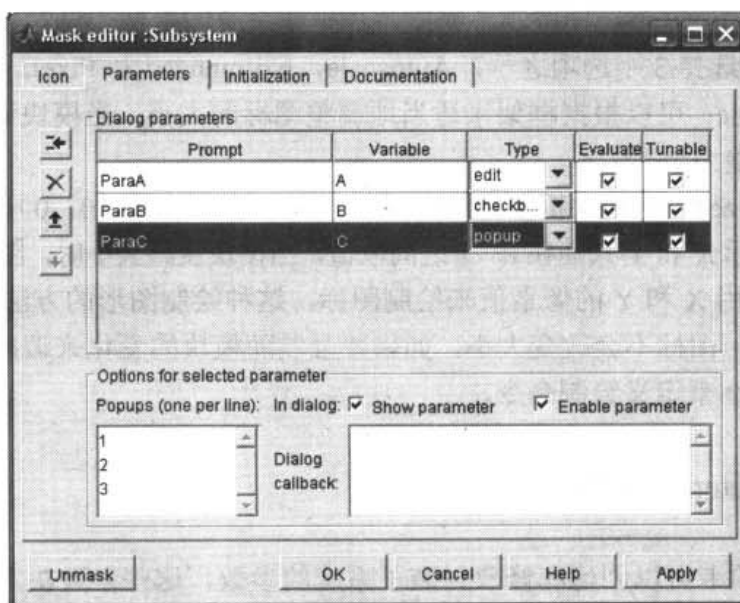 Mask editor :Subsystem
Icon Parameters Initialization Documentation
Dialog parameters
Prompt Variable Type Evaluate Tunable
ParaA A edit
ParaB B checkb...
ParaC C popup
Options for selected parameter
Popups (one per line): In dialog: Show parameter Enable parameter
1
2
3
Dialog
callback:
Unmask OK Cancel Help Apply